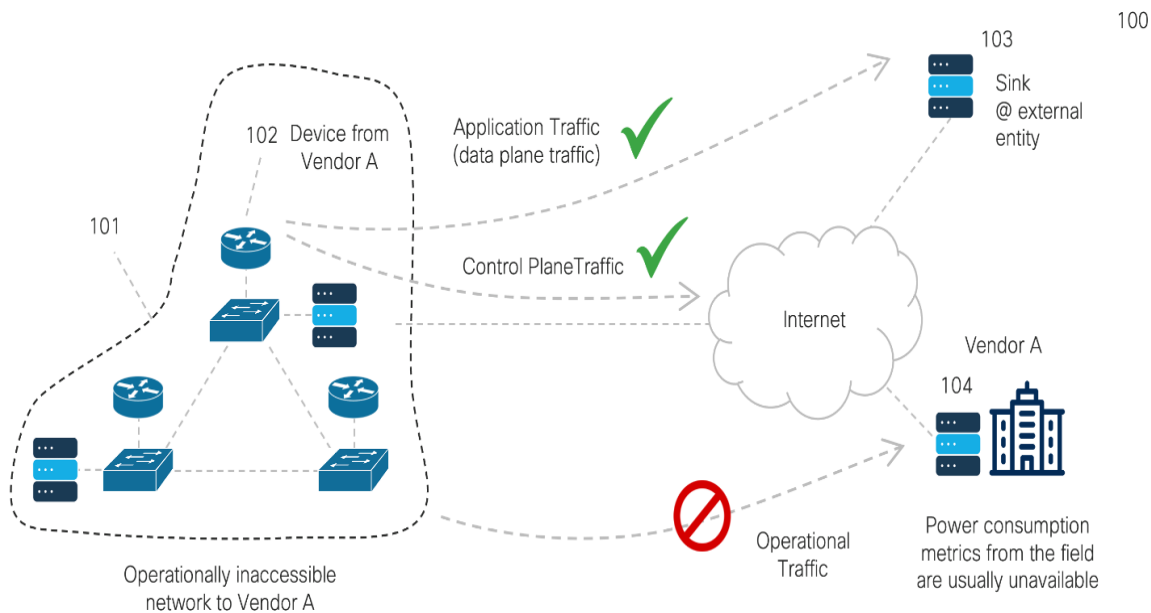 100
103
Sink
@ external
entity
102
Device from
Vendor A
Application Traffic
(data plane traffic)
101
Control PlaneTraffic
Internet
Vendor A
104
Operational
Traffic
Power consumption
metrics from the field
are usually unavailable
Operationally inaccessible
network to Vendor A